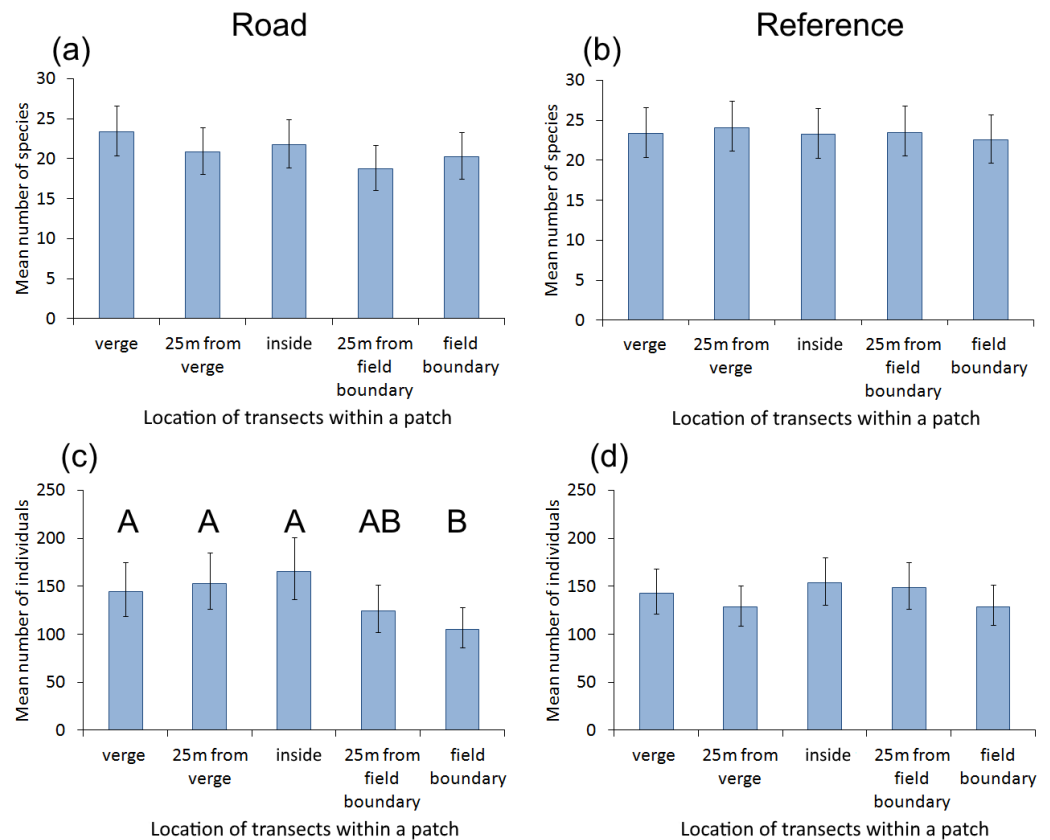 Road
Reference
(a)
Mean number of species
30
25
20
15
10
5
0
verge
25m from
verge
inside
25m from
field
boundary
field
boundary
Location of transects within a patch
(b)
Mean number of species
30
25
20
15
10
5
0
verge
25m from
verge
inside
25m from
field
boundary
field
boundary
Location of transects within a patch
(c)
Mean number of individuals
250
200
150
100
50
0
A A A AB B
verge
25m from
verge
inside
25m from
field
boundary
field
boundary
Location of transects within a patch
(d)
Mean number of individuals
250
200
150
100
50
0
verge
25m from
verge
inside
25m from
field
boundary
field
boundary
Location of transects within a patch